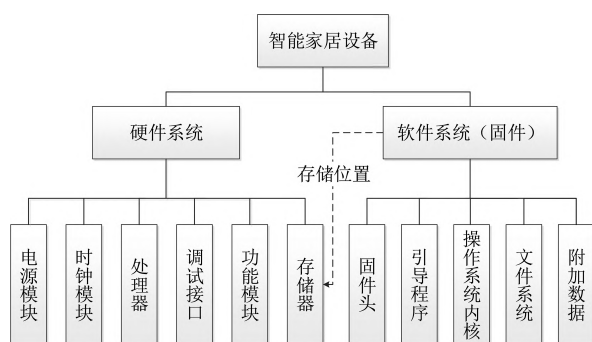 智能家居设备
硬件系统
软件系统（固件）
存储位置
电源模块
时钟模块
处理器
调试接口
功能模块
存储器
固件头
引导程序
操作系统内核
文件系统
附加数据